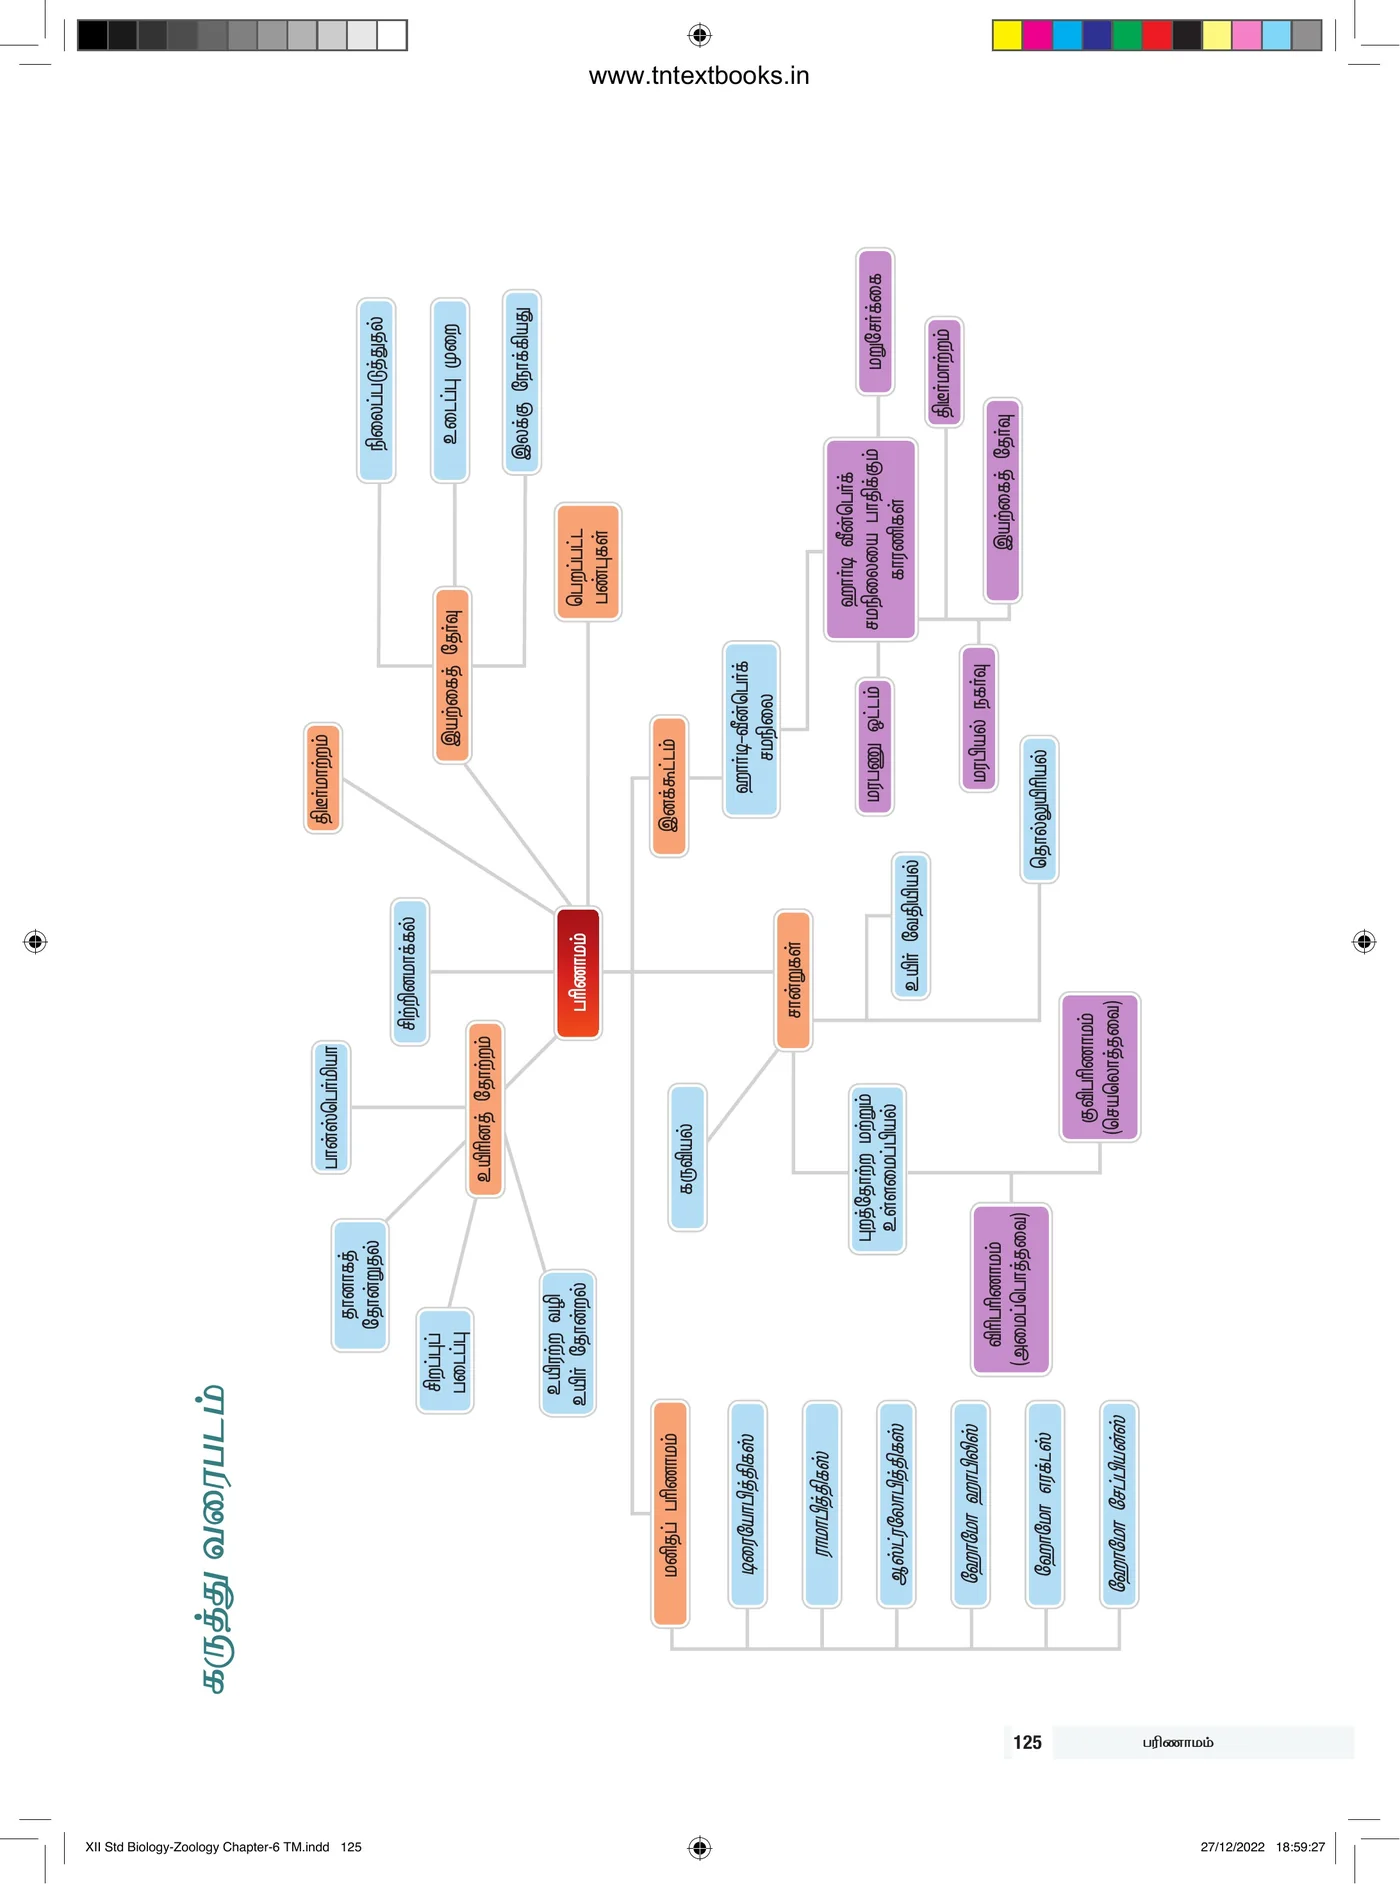 www.tntextbooks.in
கருத்து வரைபடம்
பரிணாமம்
உயிரினத் தோற்றம்
சிறப்புப்
படைப்பு
தானாகத்
தோன்றுதல்
பான்ஸ்பெர்மியா
உயிரற்ற வழி
உயிர் தோன்றல்
சிற்றினமாக்கல்
திடீர்மாற்றம்
இயற்கைத் தேர்வு
நிலைப்படுத்துதல்
உடைப்பு முறை
இலக்கு நோக்கியது
பெறப்பட்ட
பண்புகள்
மனிதப் பரிணாமம்
டிரையோபித்திகஸ்
ராமாபித்திகஸ்
ஆஸ்ட்ரலோபித்திகஸ்
ஹோமோ ஹாபிலிஸ்
ஹோமோ எரக்டஸ்
ஹோமோ சேப்பியன்ஸ்
சான்றுகள்
கருவியல்
புறத்தோற்ற மற்றும்
உள்ளமைப்பியல்
விரிபரிணாமம்
(அமைப்பொத்தவை)
குவிபரிணாமம்
(செயலொத்தவை)
உயிர் வேதியியல்
தொல்லுயிரியல்
இனக்கூட்டம்
ஹார்டி–வீன்பெர்க்
சமநிலை
ஹார்டி வீன்பெர்க்
சமநிலையை பாதிக்கும்
காரணிகள்
மரபணு ஓட்டம்
மறுசேர்க்கை
திடீர்மாற்றம்
மரபியல் நகர்வு
இயற்கைத் தேர்வு
125 பரிணாமம்
XII Std Biology-Zoology Chapter-6 TM.indd 125
27/12/2022 18:59:27